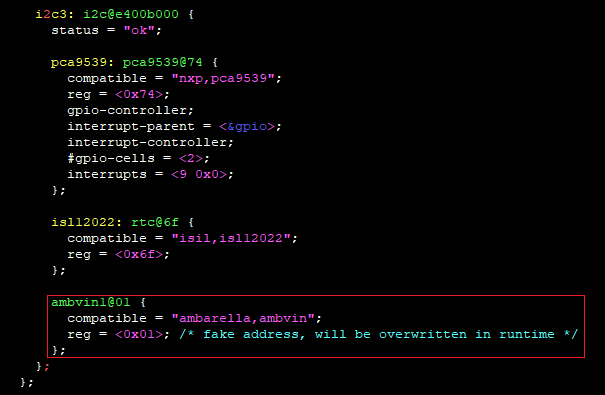 i2c3: i2c@e400b000 {
status = "ok";
pca9539: pca9539@74 {
compatible = "nxp,pca9539";
reg = <0x74>;
gpio-controller;
interrupt-parent = <&gpio>;
interrupt-controller;
#gpio-cells = <2>;
interrupts = <9 0x0>;
};
isl12022: rtc@6f {
compatible = "isil,isl12022";
reg = <0x6f>;
};
ambvin1@01 {
compatible = "ambarella,ambvin";
reg = <0x01>; /* fake address, will be overwritten in runtime */
};
};
};